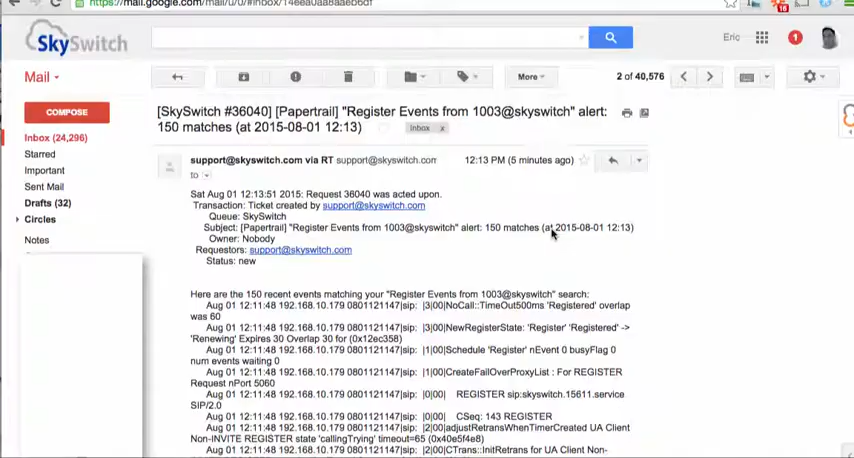 https://mail.google.com/mail/u/0/#inbox/14eea0aa8aaeb6df
SkySwitch
Eric
1
Mail
More
2 of 40,576
COMPOSE
Inbox (24,296)
Starred
Important
Sent Mail
Drafts (32)
Circles
Notes
[SkySwitch #36040] [Papertrail] "Register Events from 1003@skyswitch" alert:
150 matches (at 2015-08-01 12:13)
Inbox x
support@skyswitch.com via RT support@skyswitch.com
12:13 PM (5 minutes ago)
to
Sat Aug 01 12:13:51 2015: Request 36040 was acted upon.
Transaction: Ticket created by support@skyswitch.com
Queue: SkySwitch
Subject: [Papertrail] "Register Events from 1003@skyswitch" alert: 150 matches (at 2015-08-01 12:13)
Owner: Nobody
Requestors: support@skyswitch.com
Status: new
Here are the 150 recent events matching your "Register Events from 1003@skyswitch" search:
Aug 01 12:11:48 192.168.10.179 0801121147|sip: |3|00|NoCall::TimeOut500ms 'Registered' overlap
was 60
Aug 01 12:11:48 192.168.10.179 0801121147|sip: |3|00|NewRegisterState: 'Register' 'Registered' ->
'Renewing' Expires 30 Overlap 30 for (0x12ec358)
Aug 01 12:11:48 192.168.10.179 0801121147|sip: |1|00|Schedule 'Register' nEvent 0 busyFlag 0
num events waiting 0
Aug 01 12:11:48 192.168.10.179 0801121147|sip: |1|00|CreateFailOverProxyList : For REGISTER
Request nPort 5060
Aug 01 12:11:48 192.168.10.179 0801121147|sip: |0|00| REGISTER sip:skyswitch.15611.service
SIP/2.0
Aug 01 12:11:48 192.168.10.179 0801121147|sip: |0|00| CSeq: 143 REGISTER
Aug 01 12:11:48 192.168.10.179 0801121147|sip: |2|00|adjustRetransWhenTimerCreated UA Client
Non-INVITE REGISTER state 'callingTrying' timeout=65 (0x40e5f4e8)
Aug 01 12:11:48 192.168.10.179 0801121147|sip: |2|00|CTrans::InitRetrans for UA Client Non-